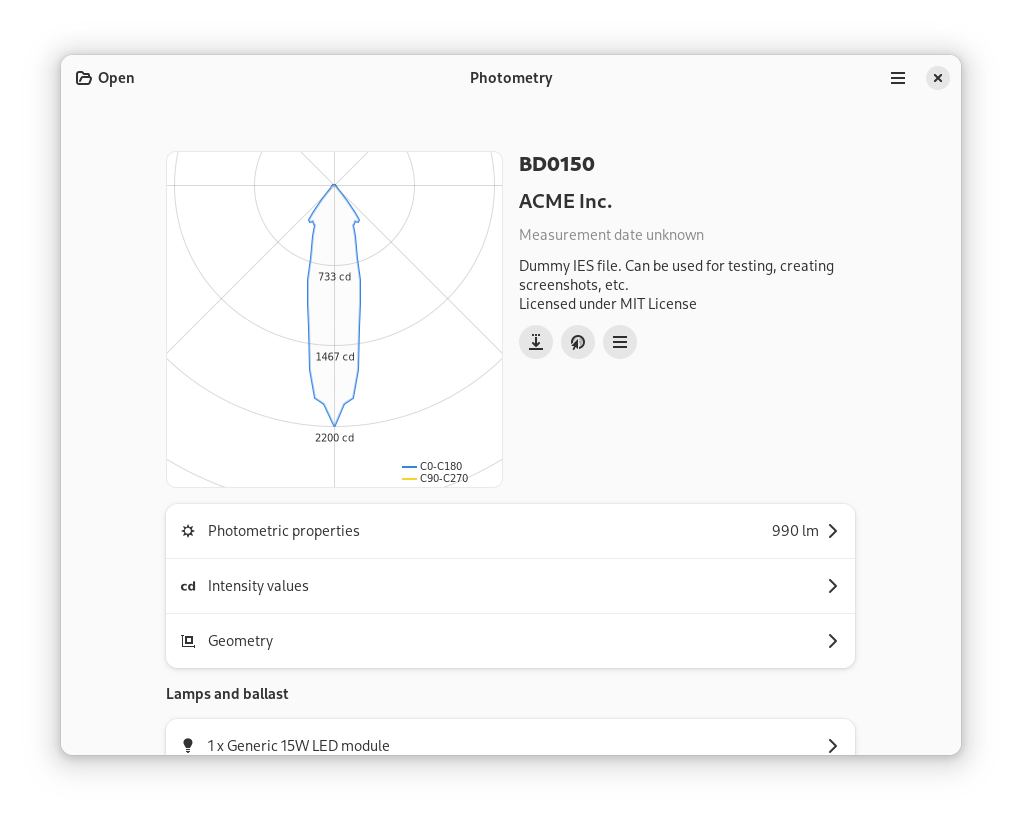 Open
Photometry
BD0150
ACME Inc.
Measurement date unknown
Dummy IES file. Can be used for testing, creating
screenshots, etc.
Licensed under MIT License
733 cd
1467 cd
2200 cd
C0-C180
C90-C270
Photometric properties 990 lm
cd Intensity values
Geometry
Lamps and ballast
1 x Generic 15W LED module